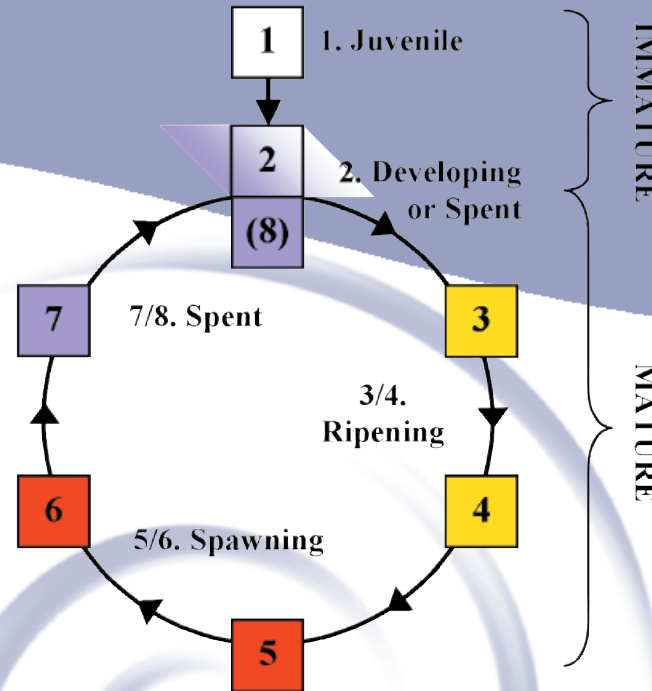 1
1. Juvenile
IMMATURE
2
2. Developing
or Spent
(8)
7
7/8. Spent
3
3/4.
Ripening
MATURE
6
4
5/6. Spawning
5